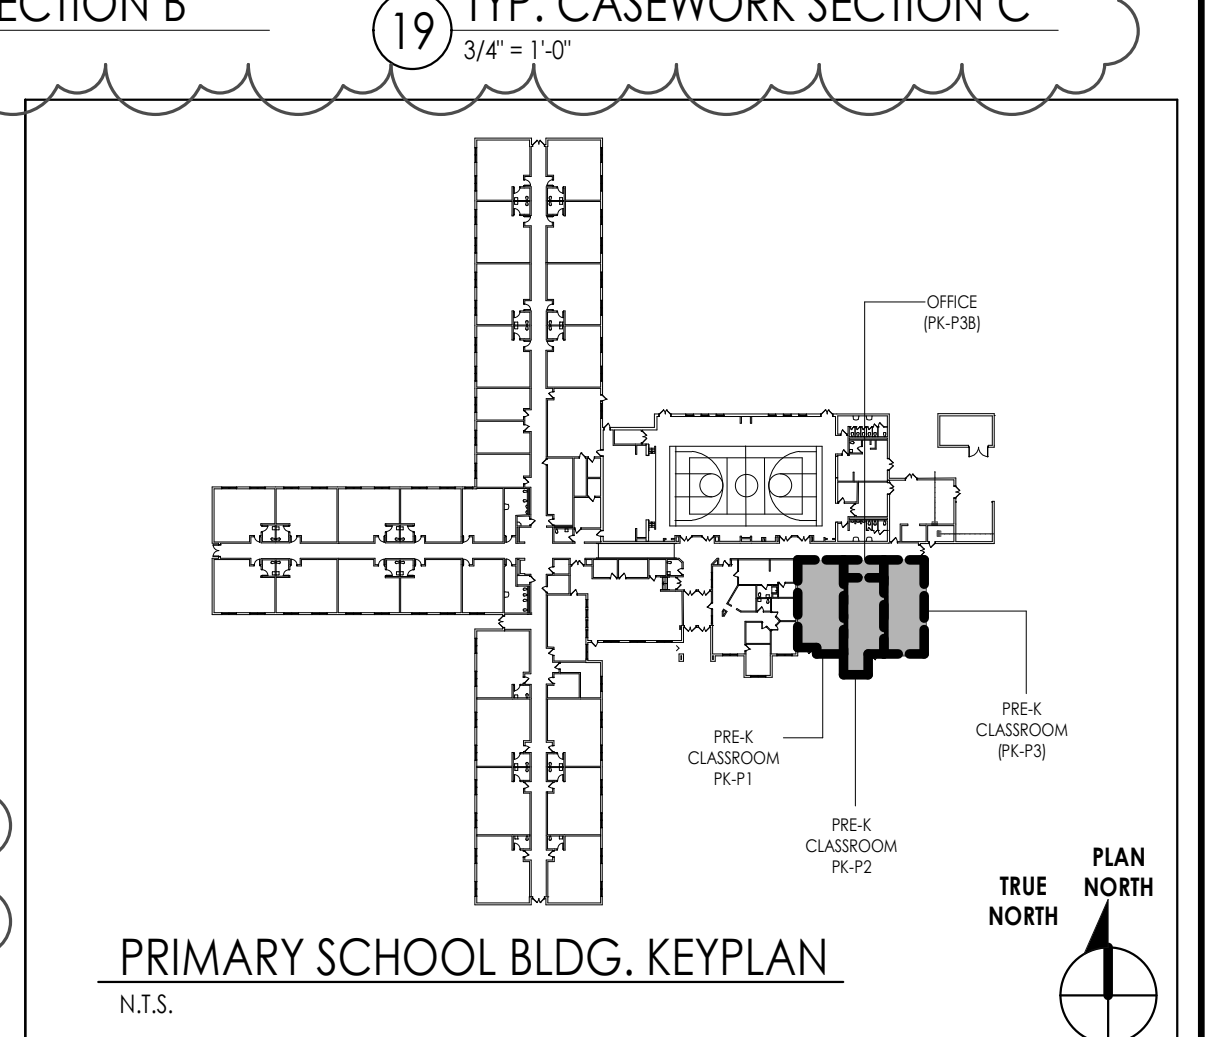 ECTION B
19
TYP. CASEWORK SECTION C
3/4" = 1'-0"
OFFICE
(PK-P3B)
PRE-K
CLASSROOM
(PK-P3)
PRE-K
CLASSROOM
PK-P1
PRE-K
CLASSROOM
PK-P2
TRUE
NORTH
PLAN
NORTH
PRIMARY SCHOOL BLDG. KEYPLAN
N.T.S.